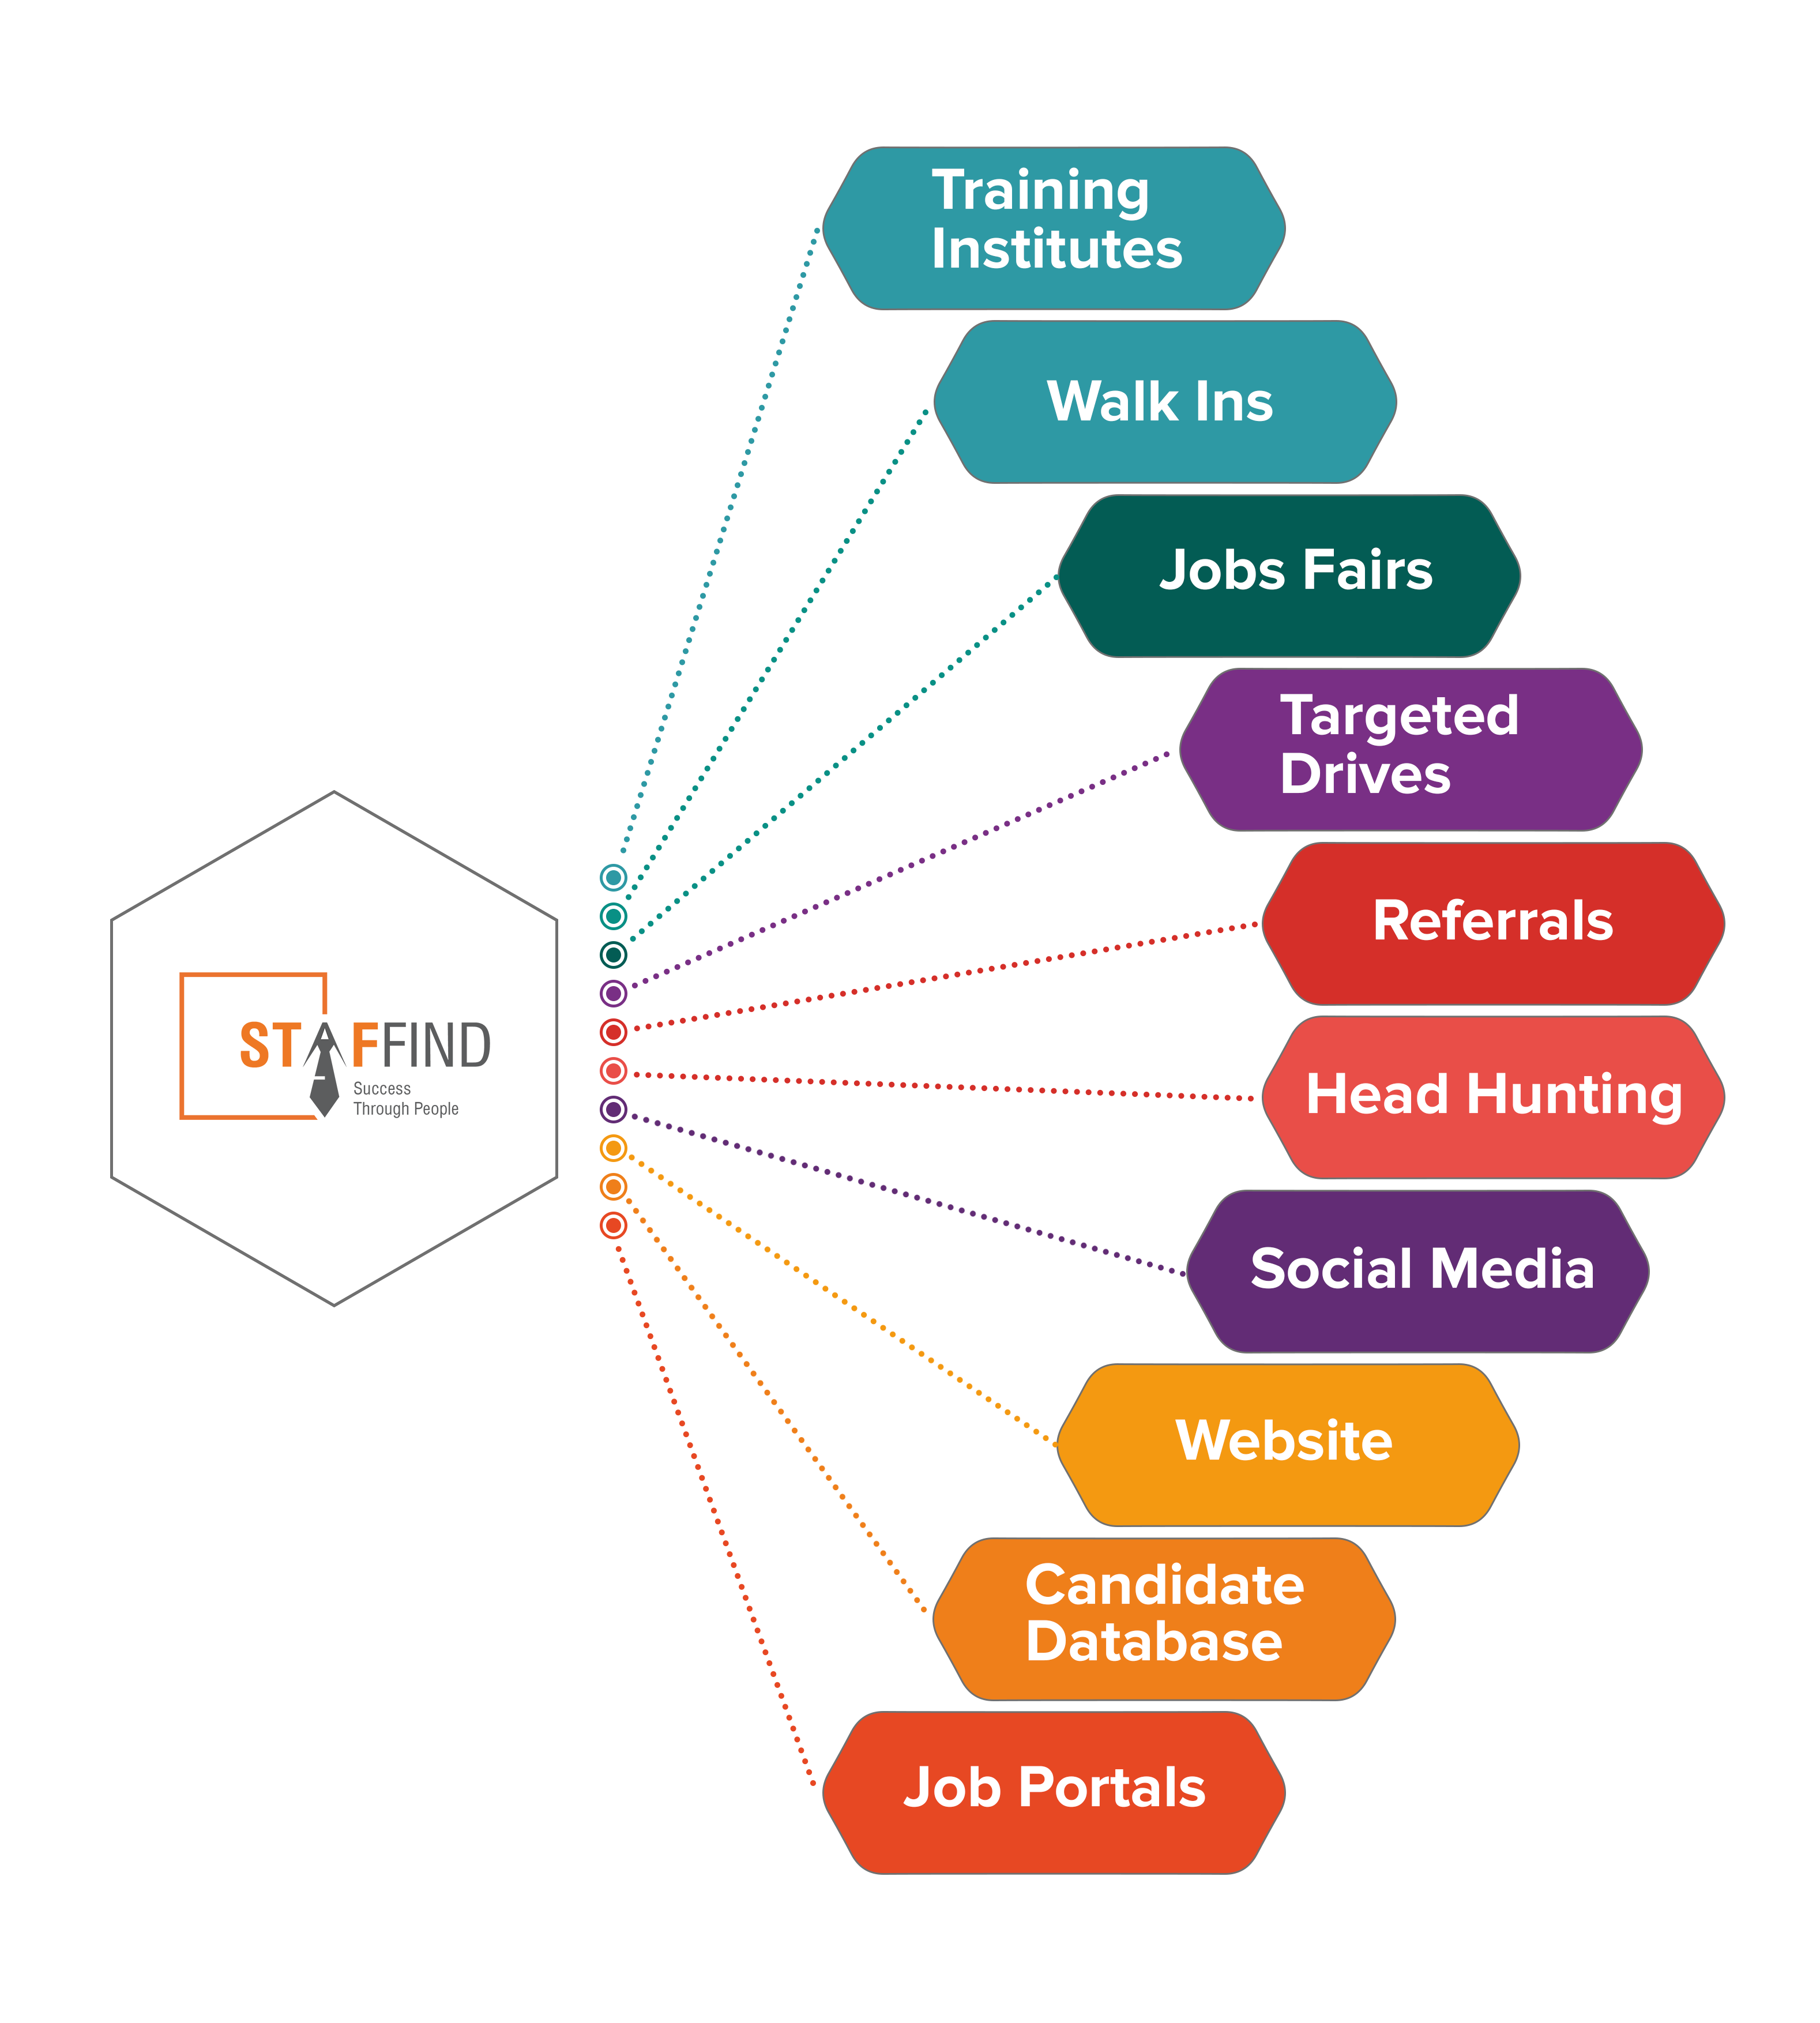 Training
Institutes
Walk Ins
Jobs Fairs
Targeted
Drives
Referrals
Head Hunting
STAFFIND
Success
Through People
Social Media
Website
Candidate
Database
Job Portals